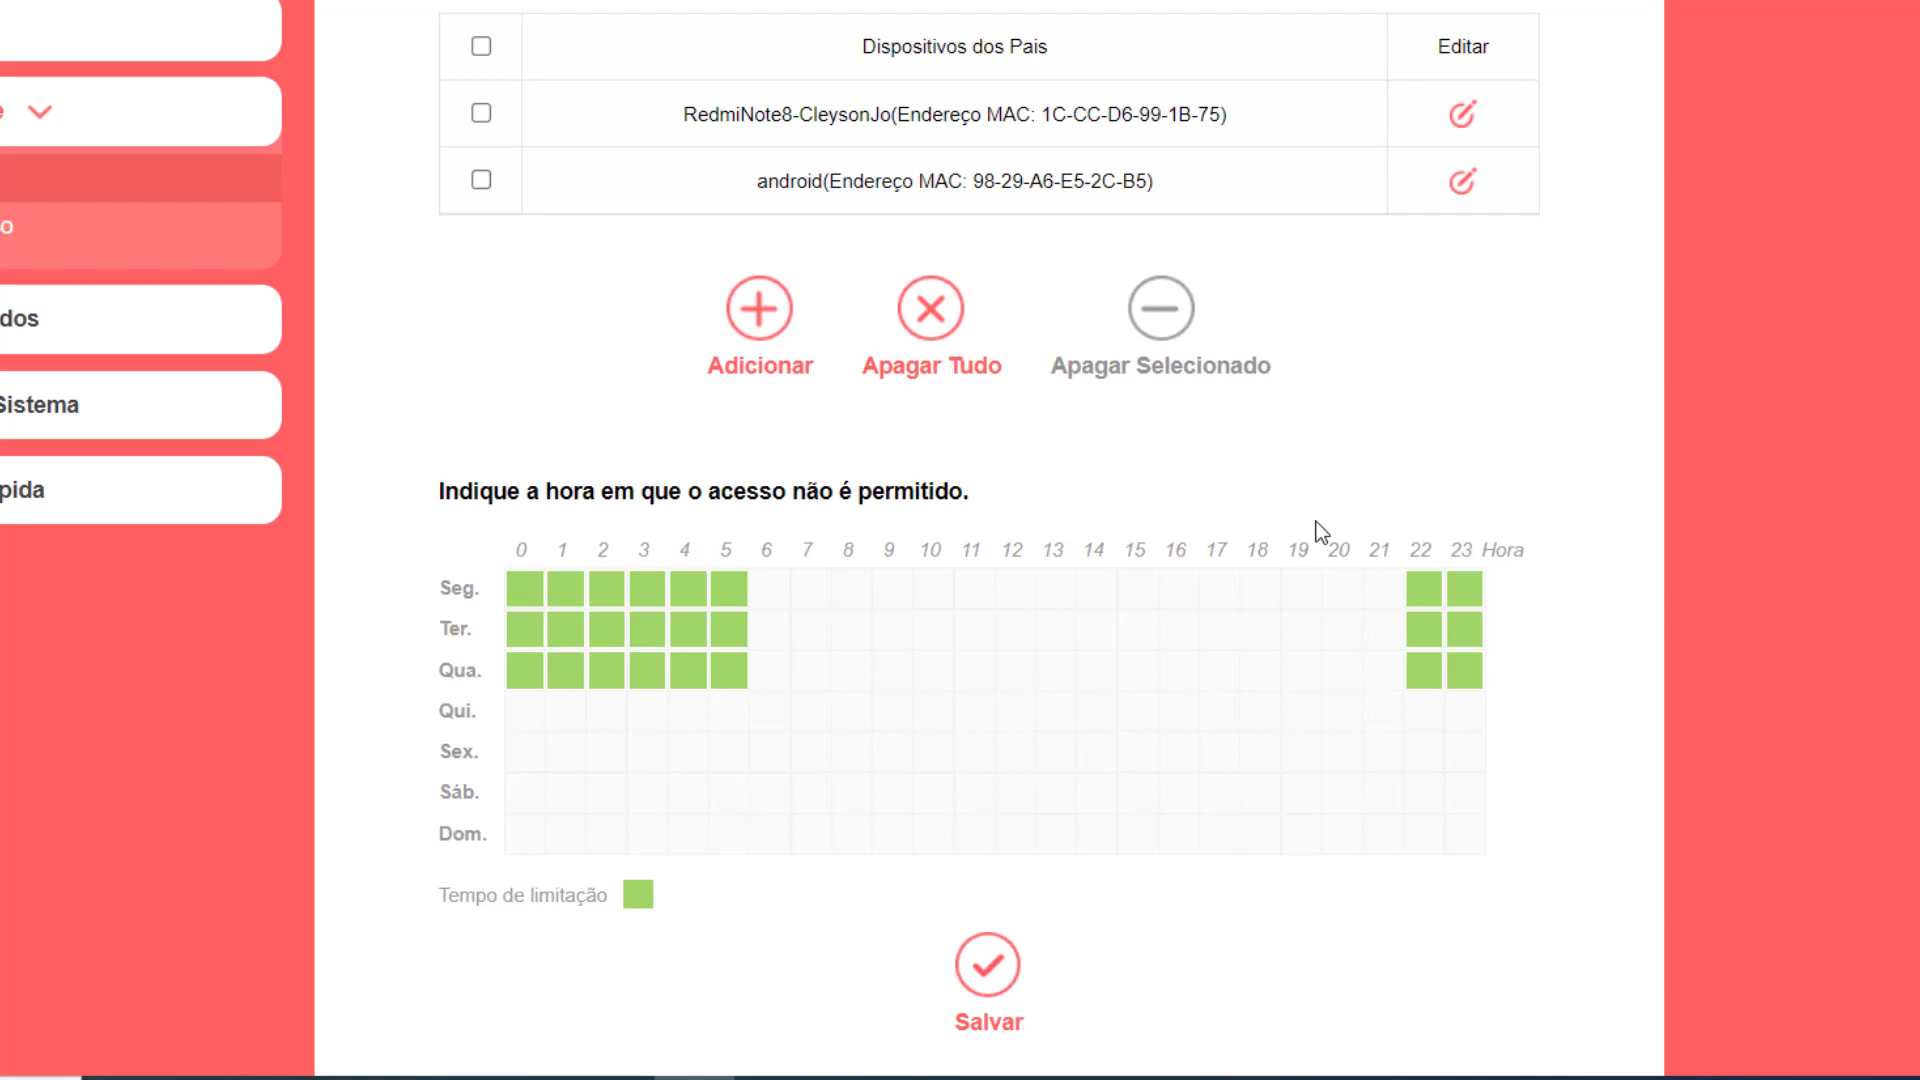 Dispositivos dos Pais Editar
RedmiNote8-CleysonJo(Endereço MAC: 1C-CC-D6-99-1B-75)
android(Endereço MAC: 98-29-A6-E5-2C-B5)
e
o
dos
Sistema
pida
Adicionar Apagar Tudo Apagar Selecionado
Indique a hora em que o acesso não é permitido.
0 1 2 3 4 5 6 7 8 9 10 11 12 13 14 15 16 17 18 19 20 21 22 23 Hora
Seg.
Ter.
Qua.
Qui.
Sex.
Sáb.
Dom.
Tempo de limitação
Salvar